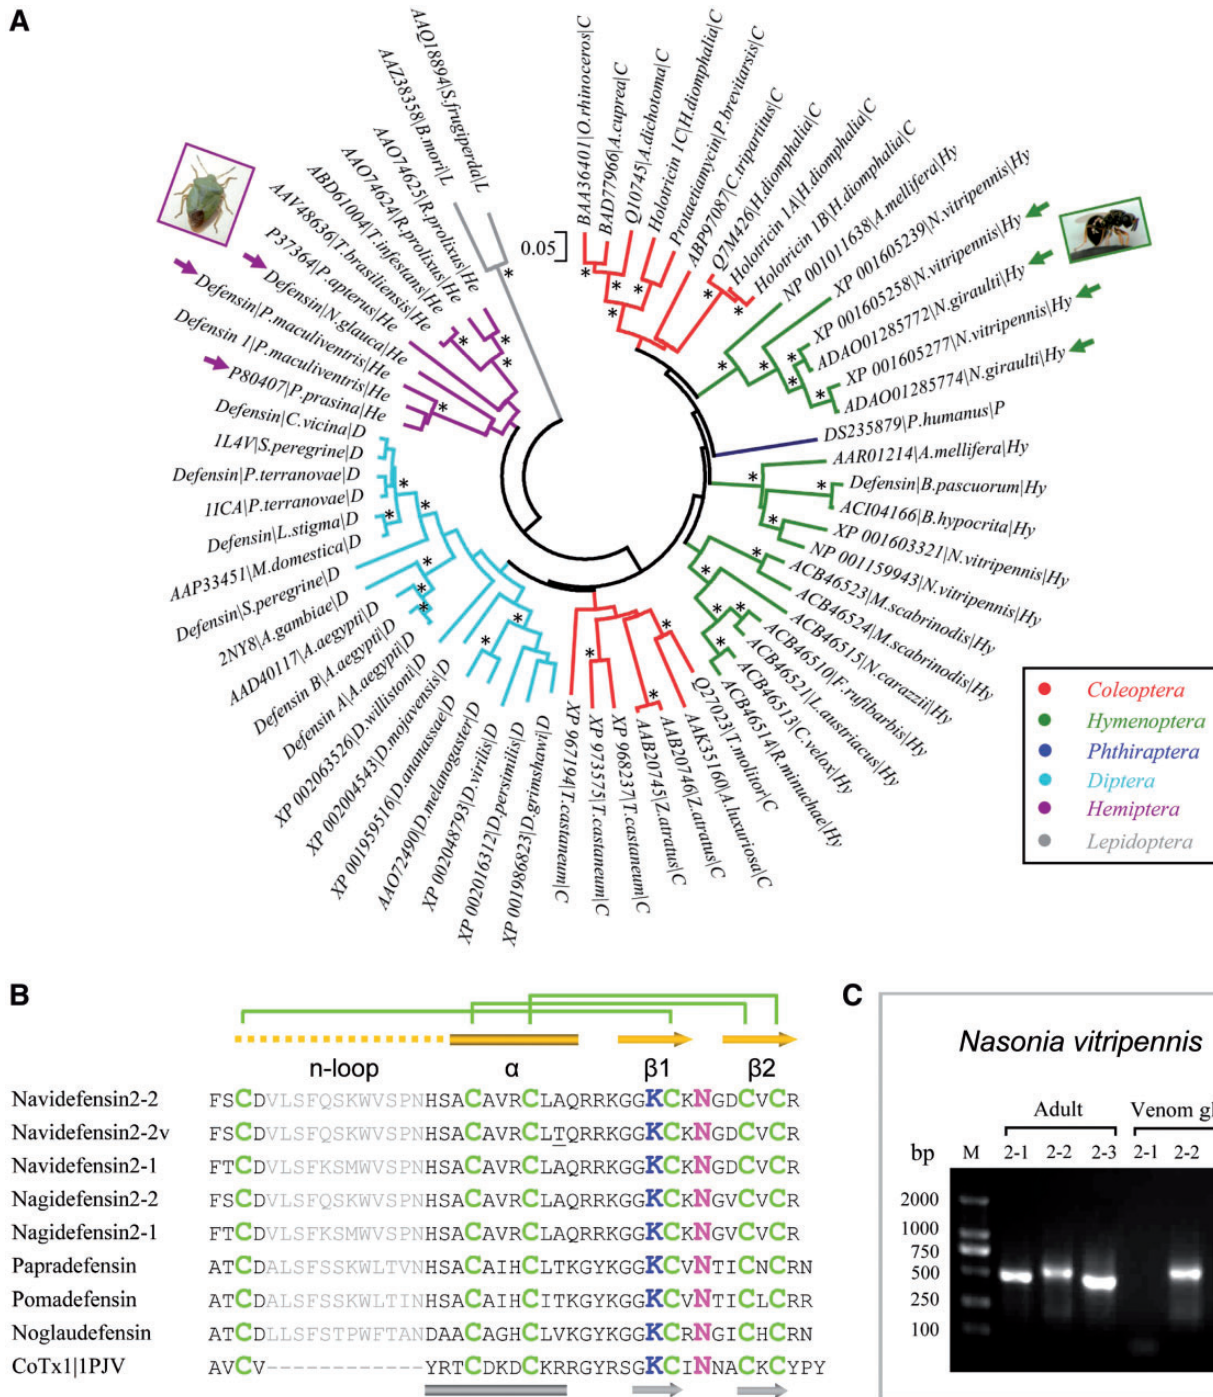 A
AAQ18894|S.frugiperda|L
AAZ38358|B.mori|L
AAO74625|R.prolixus|He
AAO74624|R.prolixus|He
ABD61004|T.infestans|He
AAV48636|T.brasiliensis|He
P37364|P.apterus|He
Defensin|N.glauca|He
Defensin|P.maculiventris|He
Defensin 1|P.maculiventris|He
P80407|P.prasina|He
Defensin|C.vicina|D
1L4V|S.peregrine|D
Defensin|P.terranovae|D
1ICA|P.terranovae|D
Defensin|L.stigma|D
AAP33451|M.domestica|D
Defensin|S.peregrine|D
2NY8|A.gambiae|D
AAD40117|A.aegypti|D
Defensin B|A.aegypti|D
Defensin A|A.aegypti|D
XP 002063526|D.willistoni|D
XP 002004543|D.mojavensis|D
XP 001959516|D.ananassae|D
AAO72490|D.melanogaster|D
XP 002048793|D.virilis|D
XP 002016312|D.persimilis|D
XP 001986823|D.grimshawi|D
XP 967194|T.castaneum|C
XP 973575|T.castaneum|C
XP 968237|T.castaneum|C
AAB20745|Z.atratus|C
AAB20746|Z.atratus|C
AAK35160|A.luxuriosa|C
Q27023|T.molitor|C
ACB46514|R.minuchae|Hy
ACB46513|C.velox|Hy
ACB46521|L.austriacus|Hy
ACB46510|F.rufibarbis|Hy
ACB46515|N.carazzii|Hy
ACB46524|M.scabrinodis|Hy
ACB46523|M.scabrinodis|Hy
NP 001159943|N.vitripennis|Hy
XP 001603321|N.vitripennis|Hy
ACI04166|B.hypocrita|Hy
Defensin|B.pascuorum|Hy
AAR01214|A.mellifera|Hy
DS235879|P.humanus|P
ADAO01285774|N.giraulti|Hy
XP 001605277|N.vitripennis|Hy
ADAO01285772|N.giraulti|Hy
XP 001605258|N.vitripennis|Hy
XP 001605239|N.vitripennis|Hy
NP 001011638|A.mellifera|Hy
Holotricin 1B|H.diomphalia|C
Holotricin 1A|H.diomphalia|C
Q7M426|H.diomphalia|C
ABP97087|C.tripartitus|C
Protaetiamycin|P.brevitarsis|C
Holotricin 1C|H.diomphalia|C
Q10745|A.dichotoma|C
BAD77966|A.cuprea|C
BAA36401|O.rhinoceros|C
0.05
Coleoptera
Hymenoptera
Phthiraptera
Diptera
Hemiptera
Lepidoptera
B
n-loop α β1 β2
Navidefensin2-2 FSCDVLSFQSKWVSPNHSACAVRCLAQRRKGGKCKNGDCVCR
Navidefensin2-2v FSCDVLSFQSKWVSPNHSACAVRCLTQRRKGGKCKNGDCVCR
Navidefensin2-1 FTCDVLSFKSMWVSPNHSACAVRCLAQRRKGGKCKNGDCVCR
Nagidefensin2-2 FSCDVLSFQSKWVSPNHSACAVRCLAQRRKGGKCKNGVCVCR
Nagidefensin2-1 FTCDVLSFKSMWVSPNHSACAVRCLAQRRKGGKCKNGVCVCR
Papradefensin ATCDALSFSSKWLTVNHSACAIHCLTKGYKGGKCVNTICNCRN
Pomadefensin ATCDALSFSSKWLTINHSACAIHCITKGYKGGKCVNTICLCRR
Noglaudefensin ATCDLLSFSTPWFTANDAACAGHCLVKGYKGGKCRNGICHCRN
CoTx1|1PJV AVCV-----------YRTCDKDCKRRGYRSGKCINNACKCYPY
C
Nasonia vitripennis
Adult Venom gl
bp M 2-1 2-2 2-3 2-1 2-2
2000
1000
750
500
250
100